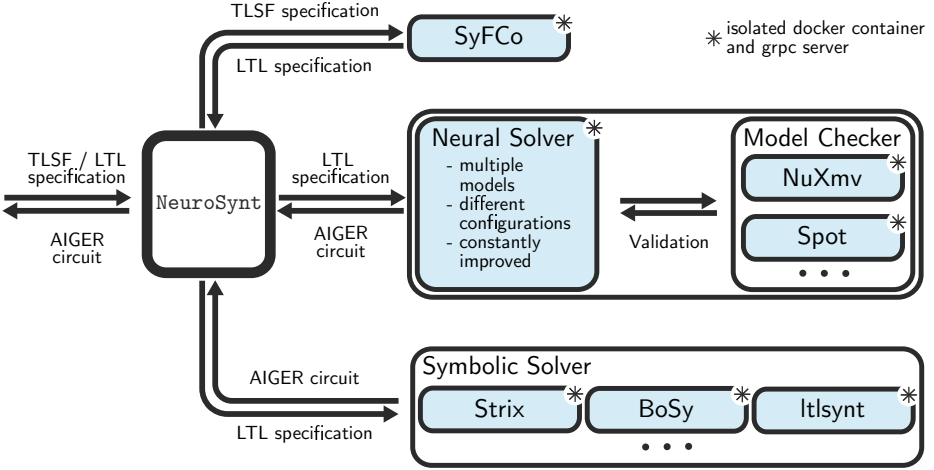 TLSF specification
SyFCo
LTL specification
* isolated docker container
and grpc server
TLSF / LTL
specification
AIGER
circuit
NeuroSynt
LTL
specification
AIGER
circuit
Neural Solver
- multiple
models
- different
configurations
- constantly
improved
Validation
Model Checker
NuXmv
Spot
• • •
AIGER circuit
LTL specification
Symbolic Solver
Strix
BoSy
ltlsynt
• • •